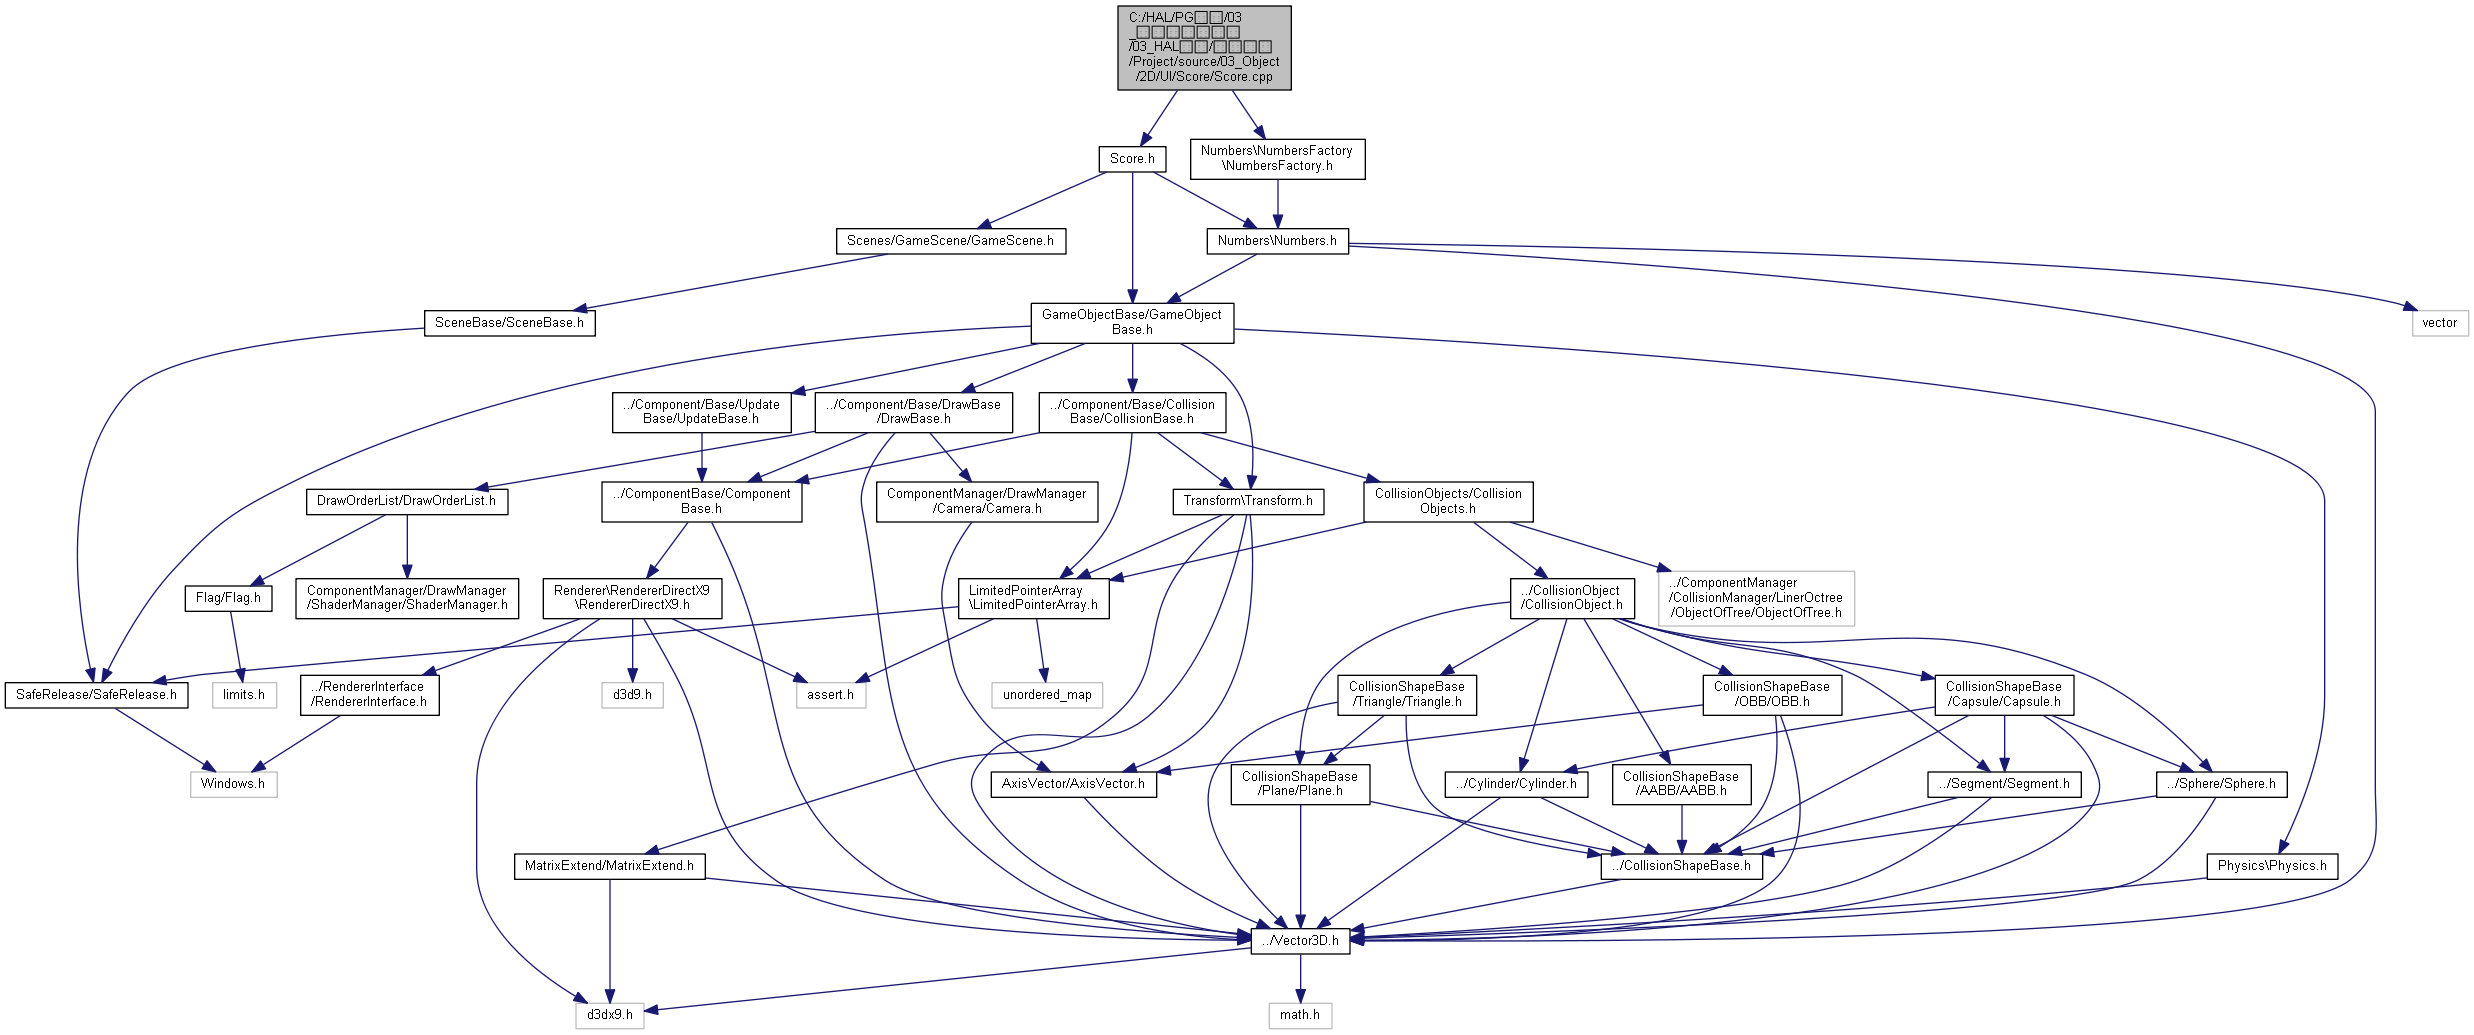 C:/HAL/PG□□/03
_□□□□□□□
/03_HAL□□/□□□□
/Project/source/03_Object
/2D/UI/Score/Score.cpp
Score.h
Numbers\NumbersFactory
\NumbersFactory.h
Scenes/GameScene/GameScene.h
Numbers\Numbers.h
SceneBase/SceneBase.h
GameObjectBase/GameObject
Base.h
vector
../Component/Base/Update
Base/UpdateBase.h
../Component/Base/DrawBase
/DrawBase.h
../Component/Base/Collision
Base/CollisionBase.h
DrawOrderList/DrawOrderList.h
../ComponentBase/Component
Base.h
ComponentManager/DrawManager
/Camera/Camera.h
Transform\Transform.h
CollisionObjects/Collision
Objects.h
Flag/Flag.h
ComponentManager/DrawManager
/ShaderManager/ShaderManager.h
Renderer\RendererDirectX9
\RendererDirectX9.h
LimitedPointerArray
\LimitedPointerArray.h
../CollisionObject
/CollisionObject.h
../ComponentManager
/CollisionManager/LinerOctree
/ObjectOfTree/ObjectOfTree.h
SafeRelease/SafeRelease.h
limits.h
../RendererInterface
/RendererInterface.h
d3d9.h
assert.h
unordered_map
CollisionShapeBase
/Triangle/Triangle.h
CollisionShapeBase
/OBB/OBB.h
CollisionShapeBase
/Capsule/Capsule.h
Windows.h
AxisVector/AxisVector.h
CollisionShapeBase
/Plane/Plane.h
../Cylinder/Cylinder.h
CollisionShapeBase
/AABB/AABB.h
../Segment/Segment.h
../Sphere/Sphere.h
MatrixExtend/MatrixExtend.h
../CollisionShapeBase.h
Physics\Physics.h
../Vector3D.h
d3dx9.h
math.h